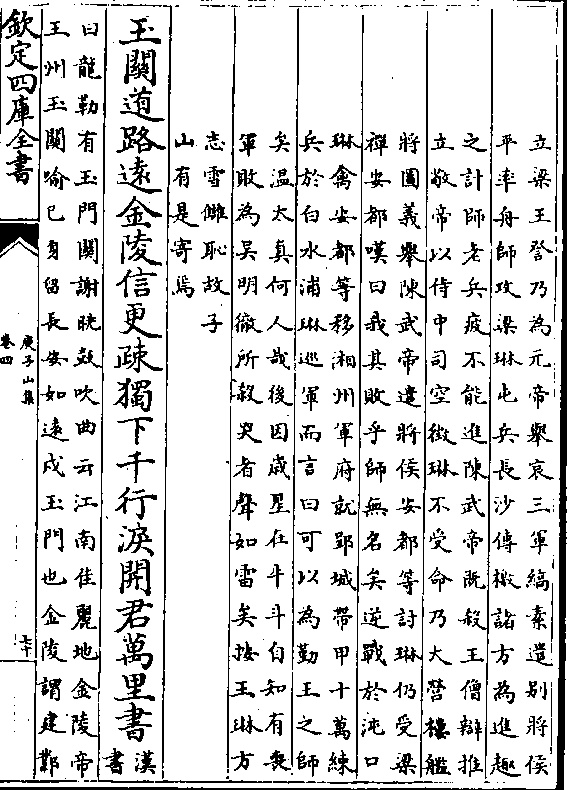 立梁王詧乃為元帝舉哀三軍縞素遣别將侯
平率舟師攻梁琳屯兵長沙傳檄諸方為進趨
之計師老兵疲不能進陳武帝既殺王僧辯推
立敬帝以侍中司空徵琳不受命乃大營樓艦
將圖義舉陳武帝遣將侯安都等討琳仍受梁
禪安都嘆曰我其敗乎師無名矣逆戰於沌口
琳禽安都等移湘州軍府就郢城帶甲十萬練
兵於白水浦琳巡軍而言曰可以為勤王之師
矣温太真何人哉後因歲星在牛斗自知有喪
軍敗為吴明徹所殺哭者聲如雷矣按王琳方
志雪讎恥故子
山有是寄焉
玉關道路遠金陵信更疎獨下千行淚開君萬里書
漢書
曰龍勒有玉門關謝朓鼓吹曲云江南佳麗地金陵帝
王州玉關喻已身留長安如遠戍玉門也金陵謂建鄴
欽定四庫全書
庾子山集
卷四
七十